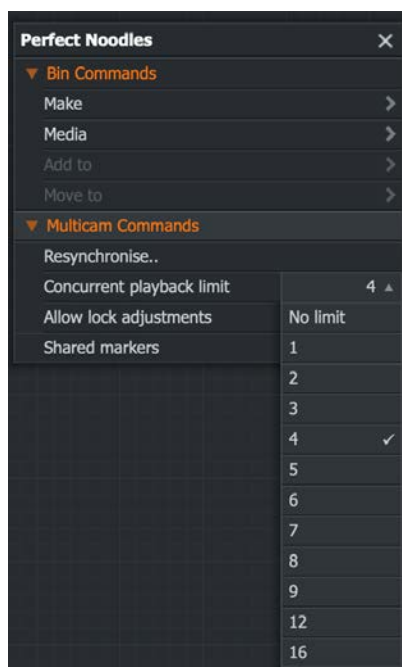 Perfect Noodles
Bin Commands
Make
Media
Add to
Move to
Multicam Commands
Resynchronise..
Concurrent playback limit 4
Allow lock adjustments No limit
Shared markers 1
2
3
4
5
6
7
8
9
12
16